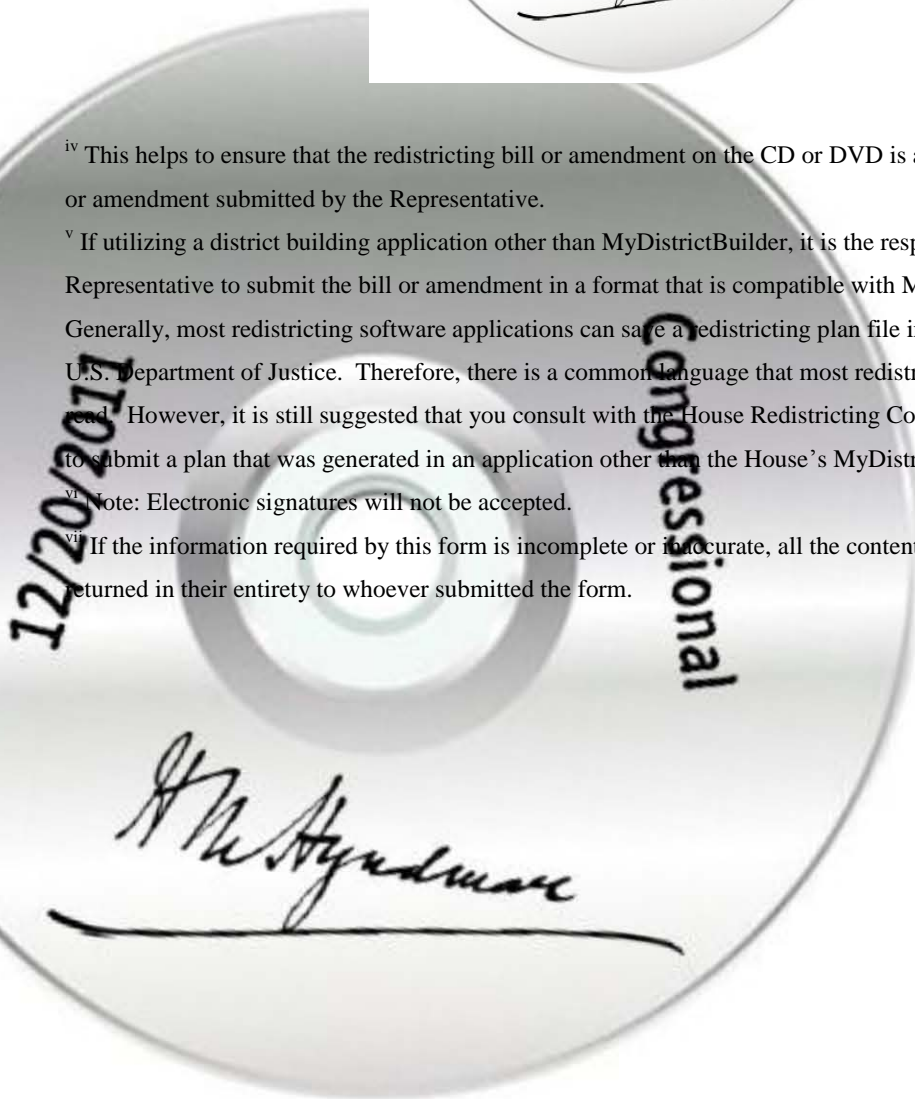 iv This helps to ensure that the redistricting bill or amendment on the CD or DVD is a
or amendment submitted by the Representative.
v If utilizing a district building application other than MyDistrictBuilder, it is the resp
Representative to submit the bill or amendment in a format that is compatible with M
Generally, most redistricting software applications can save a redistricting plan file i
U.S. Department of Justice. Therefore, there is a common language that most redistr
read. However, it is still suggested that you consult with the House Redistricting Co
to submit a plan that was generated in an application other than the House's MyDistr
vi Note: Electronic signatures will not be accepted.
vii If the information required by this form is incomplete or inaccurate, all the content
returned in their entirety to whoever submitted the form.
12/20/2011
Congressional
H M Hyndman